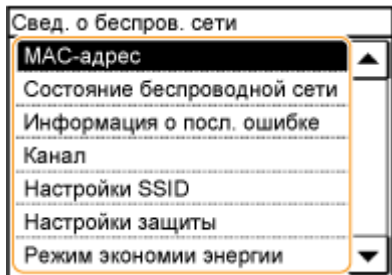 Свед. о беспров. сети
MAC-адрес
Состояние беспроводной сети
Информация о посл. ошибке
Канал
Настройки SSID
Настройки защиты
Режим экономии энергии